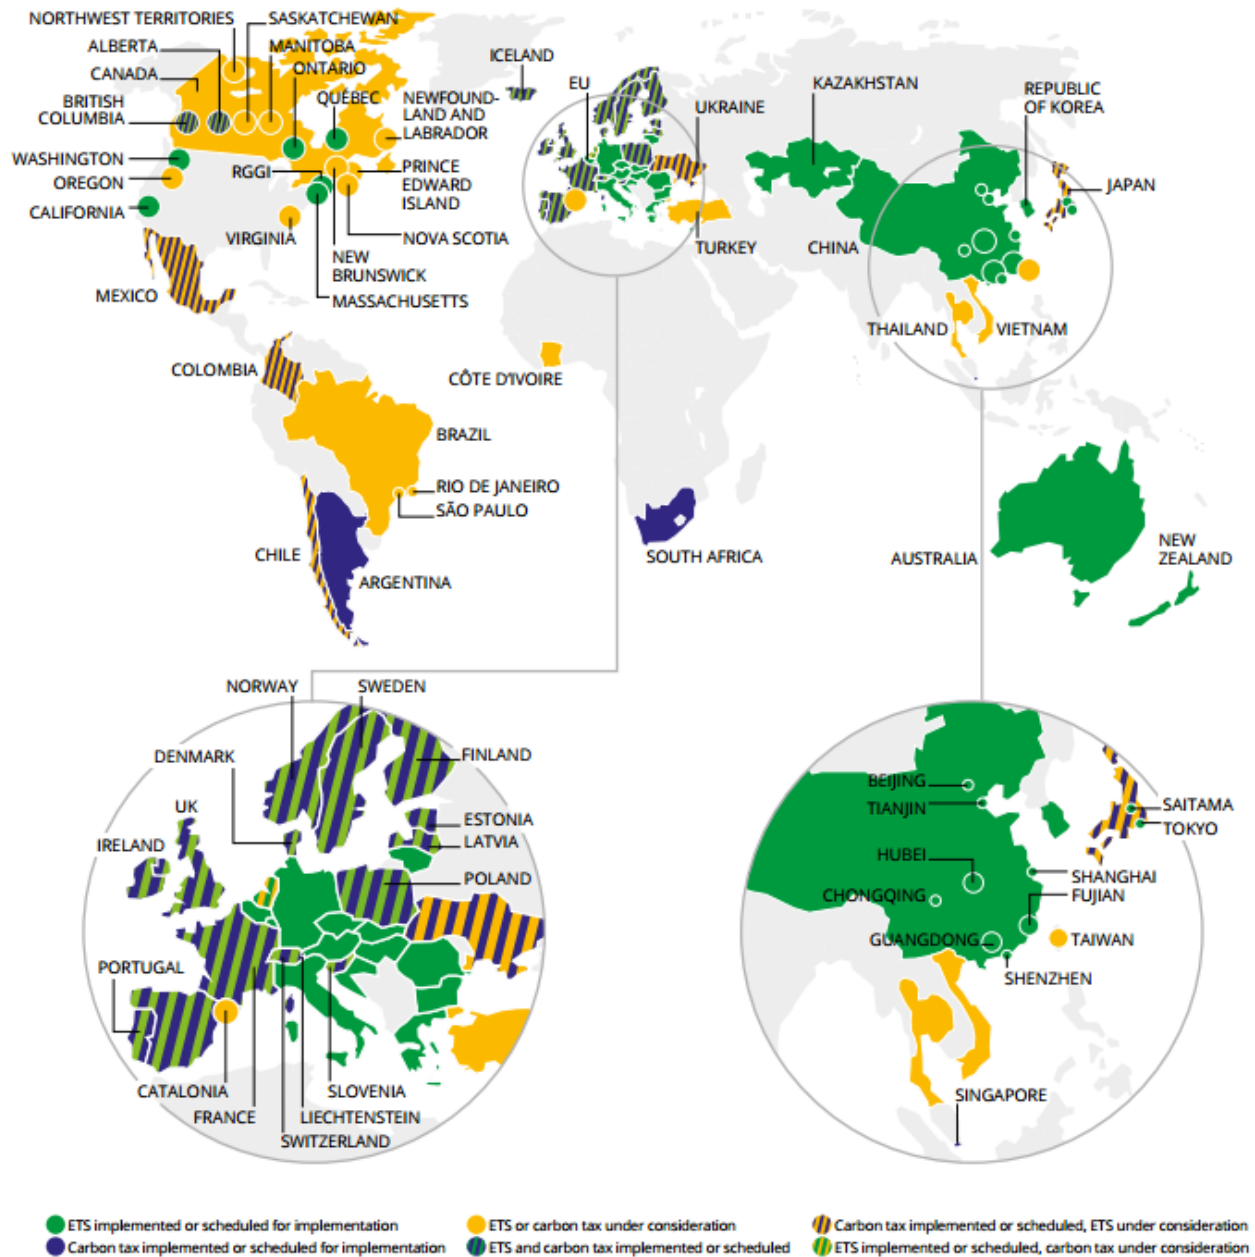 NORTHWEST TERRITORIES
SASKATCHEWAN
ALBERTA
MANITOBA
CANADA
ONTARIO
BRITISH
COLUMBIA
QUÉBEC
NEWFOUND-
LAND AND
LABRADOR
WASHINGTON
RGGI
PRINCE
EDWARD
ISLAND
OREGON
CALIFORNIA
VIRGINIA
NOVA SCOTIA
NEW
BRUNSWICK
MASSACHUSETTS
MEXICO
ICELAND
EU
UKRAINE
KAZAKHSTAN
REPUBLIC
OF KOREA
JAPAN
TURKEY
CHINA
THAILAND
VIETNAM
COLOMBIA
CÔTE D'IVOIRE
BRAZIL
RIO DE JANEIRO
SÃO PAULO
CHILE
ARGENTINA
SOUTH AFRICA
AUSTRALIA
NEW
ZEALAND
NORWAY
SWEDEN
DENMARK
FINLAND
UK
IRELAND
ESTONIA
LATVIA
POLAND
PORTUGAL
CATALONIA
SLOVENIA
FRANCE
LIECHTENSTEIN
SWITZERLAND
BEIJING
TIANJIN
SAITAMA
TOKYO
HUBEI
SHANGHAI
CHONGQING
FUJIAN
GUANGDONG
TAIWAN
SHENZHEN
SINGAPORE
ETS implemented or scheduled for implementation
Carbon tax implemented or scheduled for implementation
ETS or carbon tax under consideration
ETS and carbon tax implemented or scheduled
Carbon tax implemented or scheduled, ETS under consideration
ETS implemented or scheduled, carbon tax under consideration